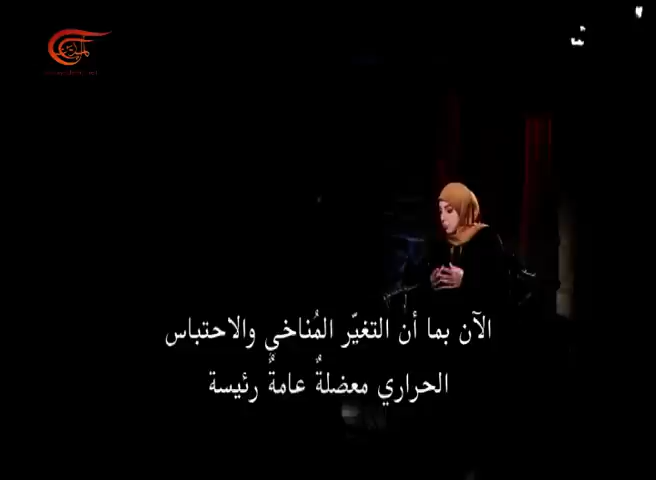 الآن بما أن التغيّر المُناخي والاحتباس
الحراري معضلةٌ عامةٌ رئيسة